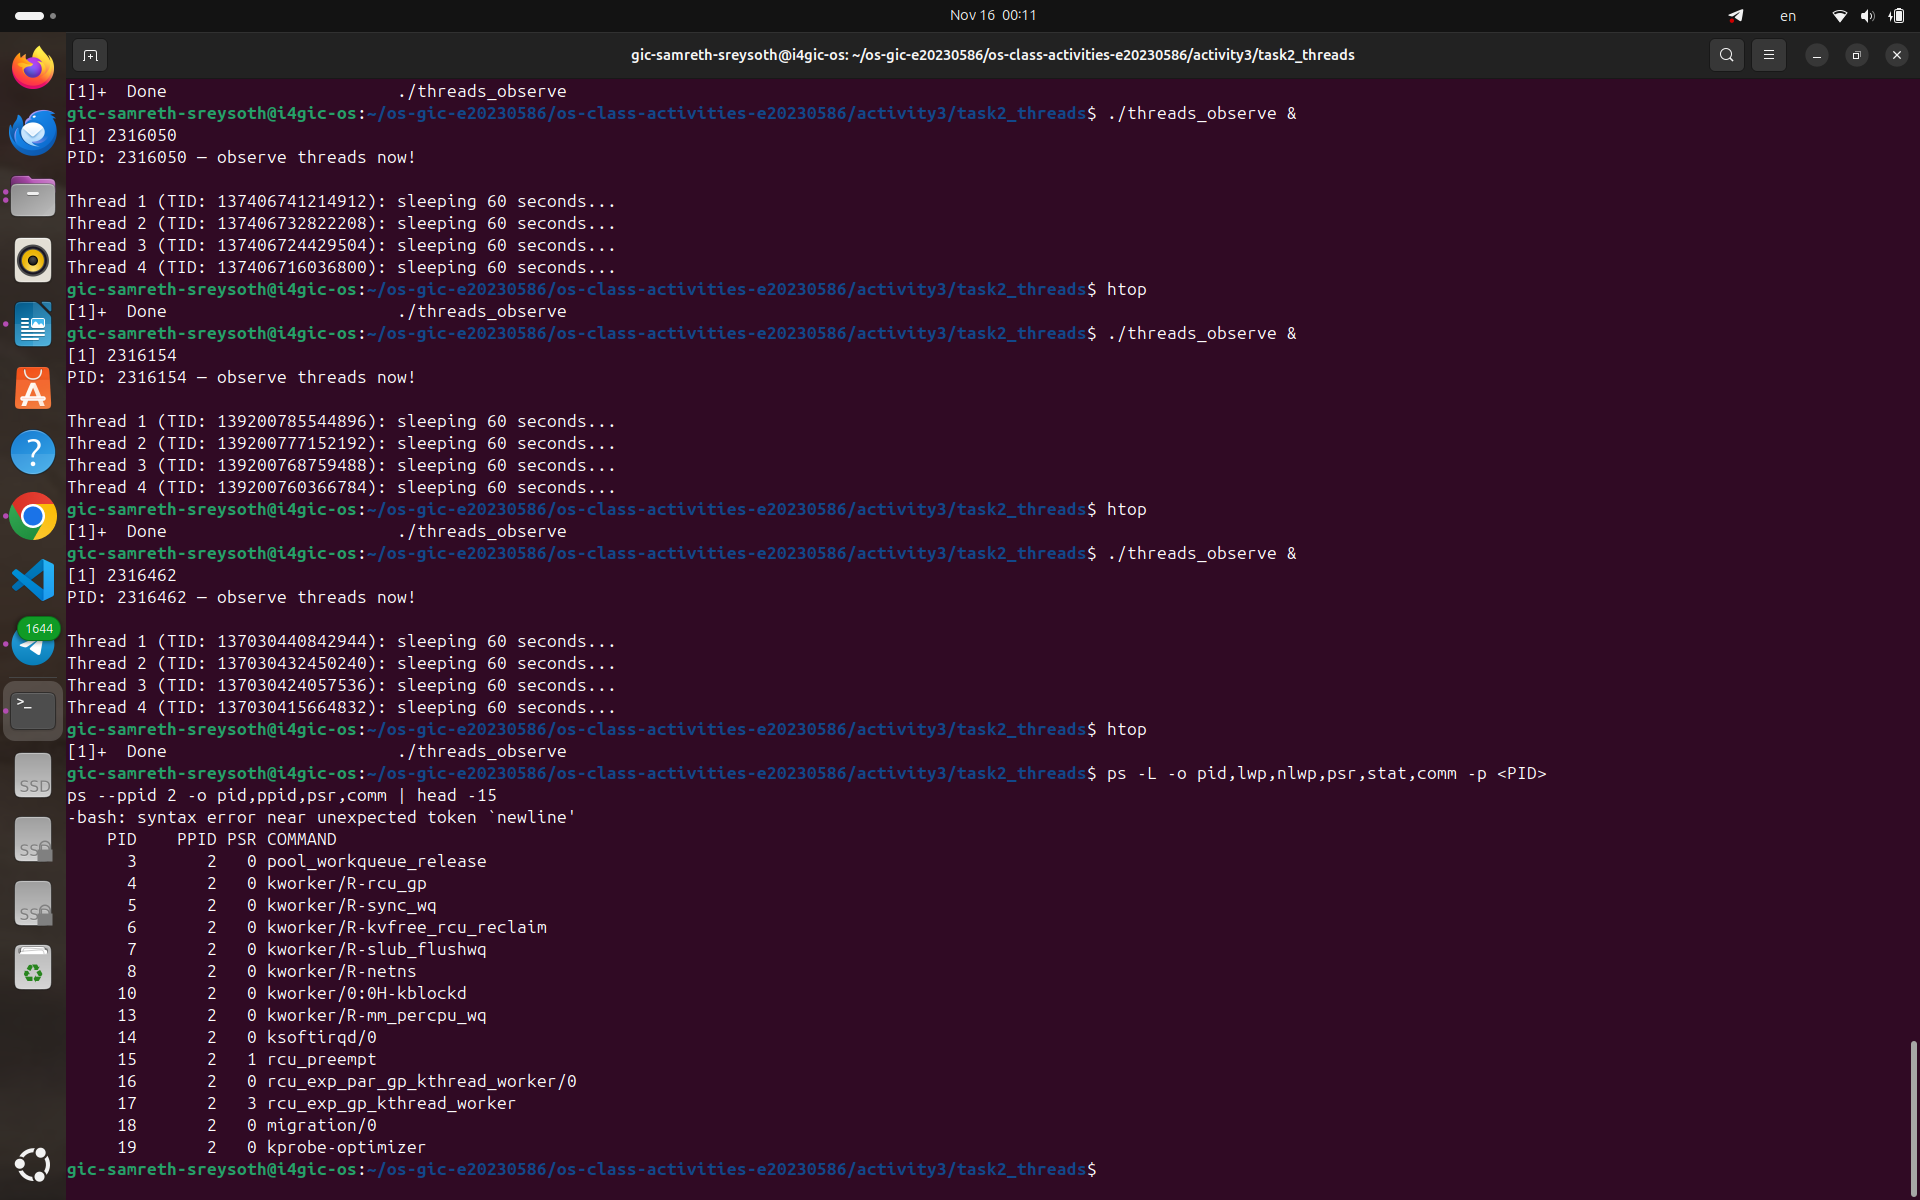 Nov 16 00:11
en
gic-samreth-sreysoth@i4gic-os: ~/os-gic-e20230586/os-class-activities-e20230586/activity3/task2_threads
[1]+  Done                    ./threads_observe
gic-samreth-sreysoth@i4gic-os:~/os-gic-e20230586/os-class-activities-e20230586/activity3/task2_threads$ ./threads_observe &
[1] 2316050
PID: 2316050 — observe threads now!
Thread 1 (TID: 137406741214912): sleeping 60 seconds...
Thread 2 (TID: 137406732822208): sleeping 60 seconds...
Thread 3 (TID: 137406724429504): sleeping 60 seconds...
Thread 4 (TID: 137406716036800): sleeping 60 seconds...
gic-samreth-sreysoth@i4gic-os:~/os-gic-e20230586/os-class-activities-e20230586/activity3/task2_threads$ htop
[1]+  Done                    ./threads_observe
gic-samreth-sreysoth@i4gic-os:~/os-gic-e20230586/os-class-activities-e20230586/activity3/task2_threads$ ./threads_observe &
[1] 2316154
PID: 2316154 — observe threads now!
Thread 1 (TID: 139200785544896): sleeping 60 seconds...
Thread 2 (TID: 139200777152192): sleeping 60 seconds...
Thread 3 (TID: 139200768759488): sleeping 60 seconds...
Thread 4 (TID: 139200760366784): sleeping 60 seconds...
gic-samreth-sreysoth@i4gic-os:~/os-gic-e20230586/os-class-activities-e20230586/activity3/task2_threads$ htop
[1]+  Done                    ./threads_observe
gic-samreth-sreysoth@i4gic-os:~/os-gic-e20230586/os-class-activities-e20230586/activity3/task2_threads$ ./threads_observe &
[1] 2316462
PID: 2316462 — observe threads now!
Thread 1 (TID: 137030440842944): sleeping 60 seconds...
Thread 2 (TID: 137030432450240): sleeping 60 seconds...
Thread 3 (TID: 137030424057536): sleeping 60 seconds...
Thread 4 (TID: 137030415664832): sleeping 60 seconds...
gic-samreth-sreysoth@i4gic-os:~/os-gic-e20230586/os-class-activities-e20230586/activity3/task2_threads$ htop
[1]+  Done                    ./threads_observe
gic-samreth-sreysoth@i4gic-os:~/os-gic-e20230586/os-class-activities-e20230586/activity3/task2_threads$ ps -L -o pid,lwp,nlwp,psr,stat,comm -p <PID>
ps --ppid 2 -o pid,ppid,psr,comm | head -15
-bash: syntax error near unexpected token `newline'
PID    PPID PSR COMMAND
3       2   0 pool_workqueue_release
4       2   0 kworker/R-rcu_gp
5       2   0 kworker/R-sync_wq
6       2   0 kworker/R-kvfree_rcu_reclaim
7       2   0 kworker/R-slub_flushwq
8       2   0 kworker/R-netns
10       2   0 kworker/0:0H-kblockd
13       2   0 kworker/R-mm_percpu_wq
14       2   0 ksoftirqd/0
15       2   1 rcu_preempt
16       2   0 rcu_exp_par_gp_kthread_worker/0
17       2   3 rcu_exp_gp_kthread_worker
18       2   0 migration/0
19       2   0 kprobe-optimizer
gic-samreth-sreysoth@i4gic-os:~/os-gic-e20230586/os-class-activities-e20230586/activity3/task2_threads$
1644
SSD
SSD
SSD